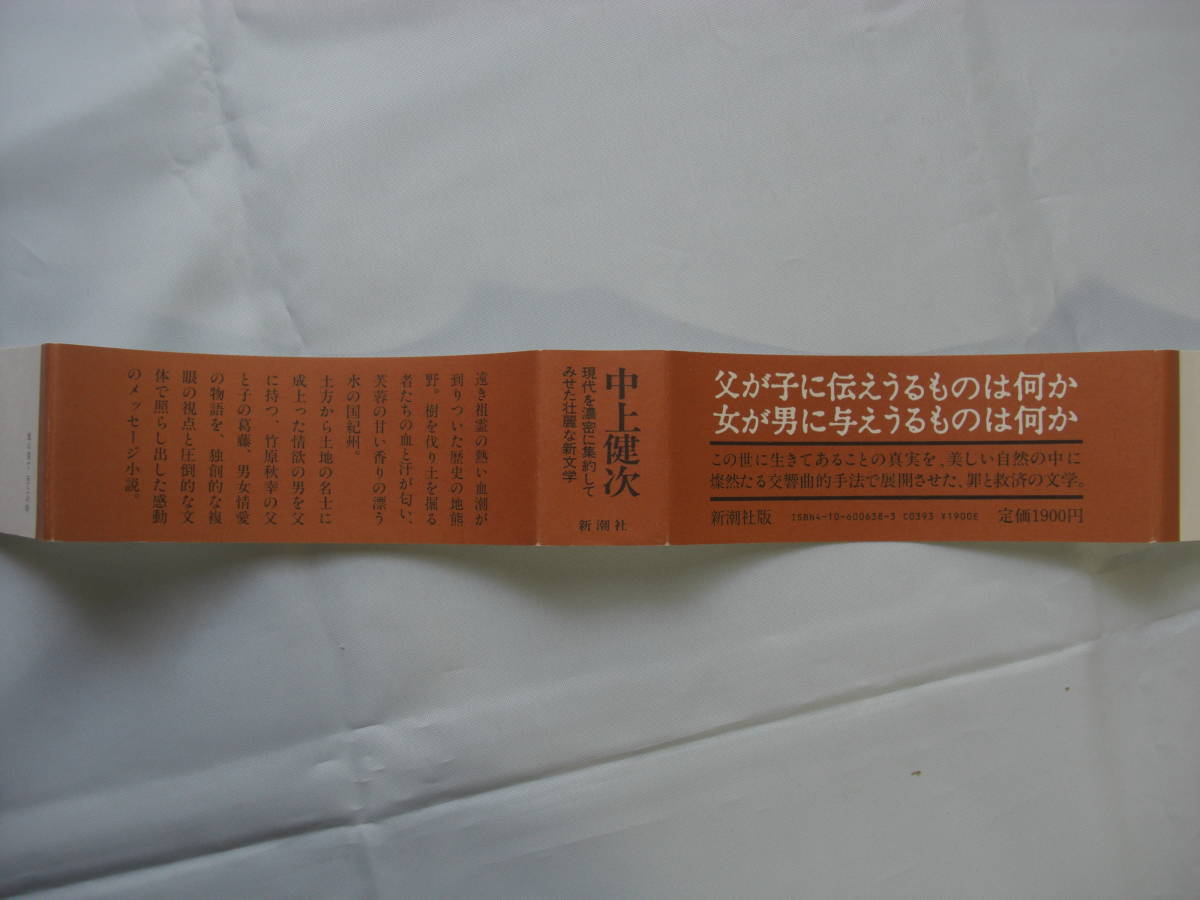 父が子に伝えうるものは何か
女が男に与えうるものは何か
この世に生きてあることの真実を、美しい自然の中に
燦然たる交響曲的手法で展開させた、罪と救済の文学。
新潮社版 ISBN4-10-600638-3 C0393 ¥1900E 定価1900円
中上健次
現代を濃密に集約して
みせた壮麗な新文学
新潮社
遠き祖霊の熱い血潮が
到りついた歴史の地熊
野。樹を伐り土を掘る
者たちの血と汗が匂い、
芙蓉の甘い香りの漂う
水の国紀州。
土方から土地の名士に
成上った情欲の男を父
に持つ、竹原秋幸の父
と子の葛藤、男女情愛
の物語を、独創的な複
眼の視点と圧倒的な文
体で照らし出した感動
のメッセージ小説。